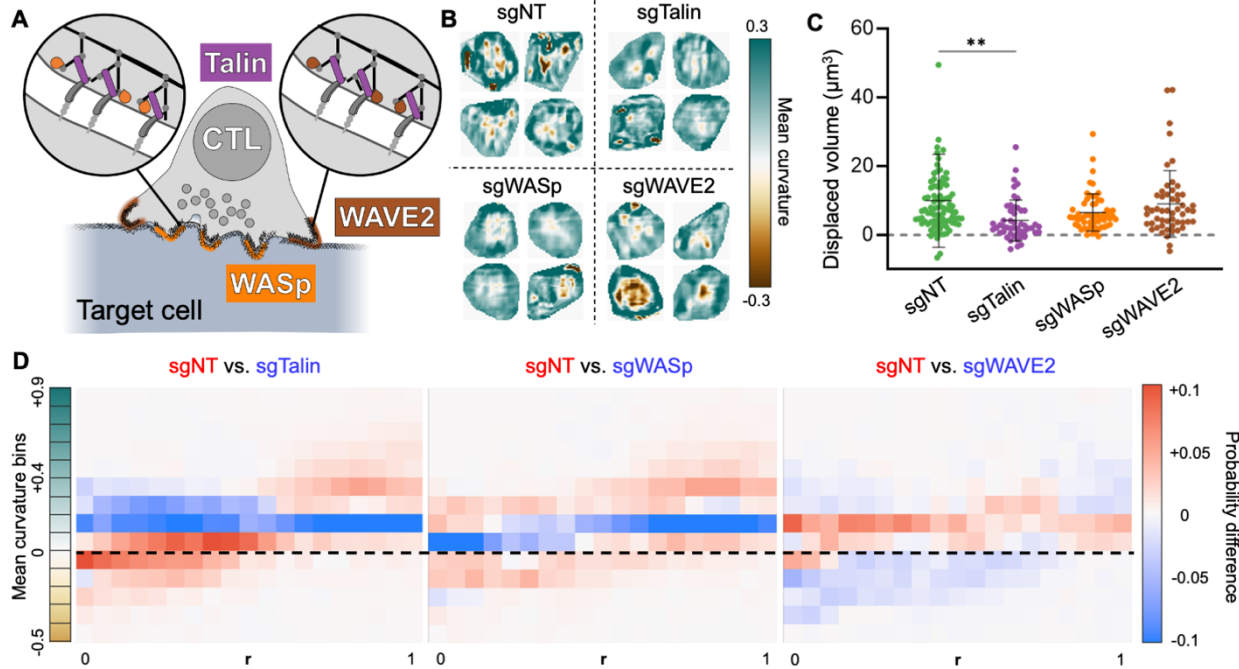 A
Talin
CTL
WAVE2
WASp
Target cell
B
sgNT
sgTalin
sgWASp
sgWAVE2
0.3
Mean curvature
-0.3
C
Displaced volume (µm³)
60
40
20
0
**
sgNT
sgTalin
sgWASp
sgWAVE2
D
sgNT vs. sgTalin
sgNT vs. sgWASp
sgNT vs. sgWAVE2
Mean curvature bins
+0.9
+0.4
0
-0.5
0 r 1
0 r 1
0 r 1
+0.1
+0.05
0
-0.05
-0.1
Probability difference